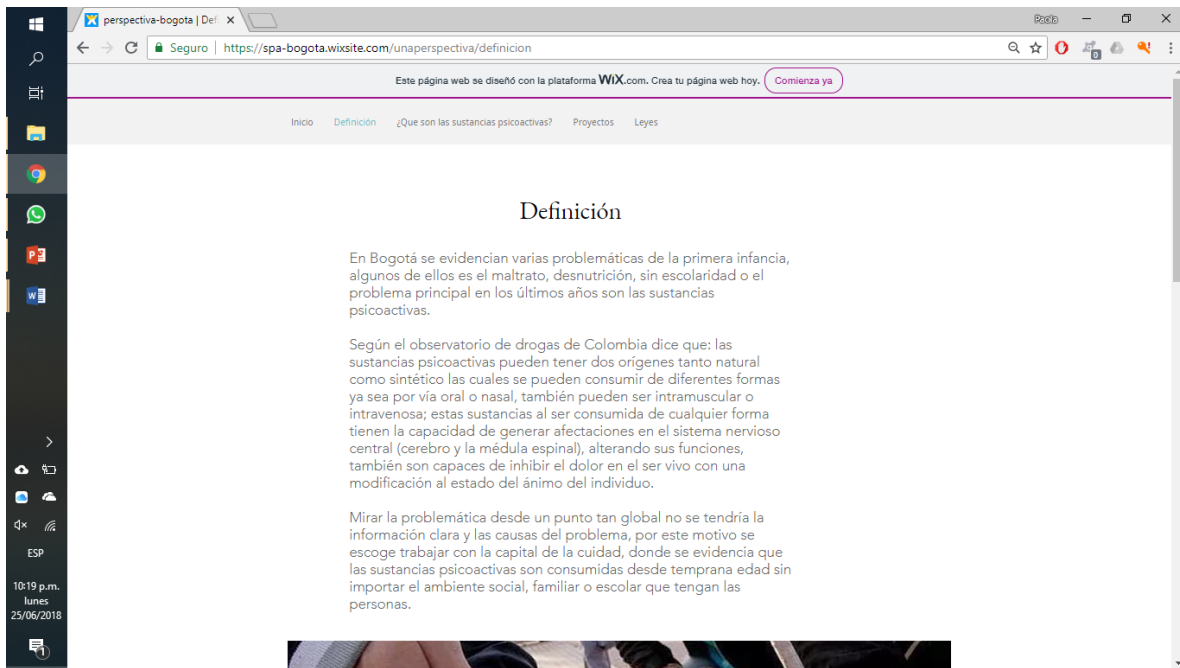 perspectiva-bogota | Def
Paola
Seguro | https://spa-bogota.wixsite.com/unaperspectiva/definicion
0
Este página web se diseñó con la plataforma WiX.com. Crea tu página web hoy. Comienza ya
Inicio Definición ¿Que son las sustancias psicoactivas? Proyectos Leyes
Definición
En Bogotá se evidencian varias problemáticas de la primera infancia,
algunos de ellos es el maltrato, desnutrición, sin escolaridad o el
problema principal en los últimos años son las sustancias
psicoactivas.
Según el observatorio de drogas de Colombia dice que: las
sustancias psicoactivas pueden tener dos orígenes tanto natural
como sintético las cuales se pueden consumir de diferentes formas
ya sea por vía oral o nasal, también pueden ser intramuscular o
intravenosa; estas sustancias al ser consumida de cualquier forma
tienen la capacidad de generar afectaciones en el sistema nervioso
central (cerebro y la médula espinal), alterando sus funciones,
también son capaces de inhibir el dolor en el ser vivo con una
modificación al estado del ánimo del individuo.
Mirar la problemática desde un punto tan global no se tendría la
información clara y las causas del problema, por este motivo se
escoge trabajar con la capital de la cuidad, donde se evidencia que
las sustancias psicoactivas son consumidas desde temprana edad sin
importar el ambiente social, familiar o escolar que tengan las
personas.
ESP
10:19 p.m.
lunes
25/06/2018
1